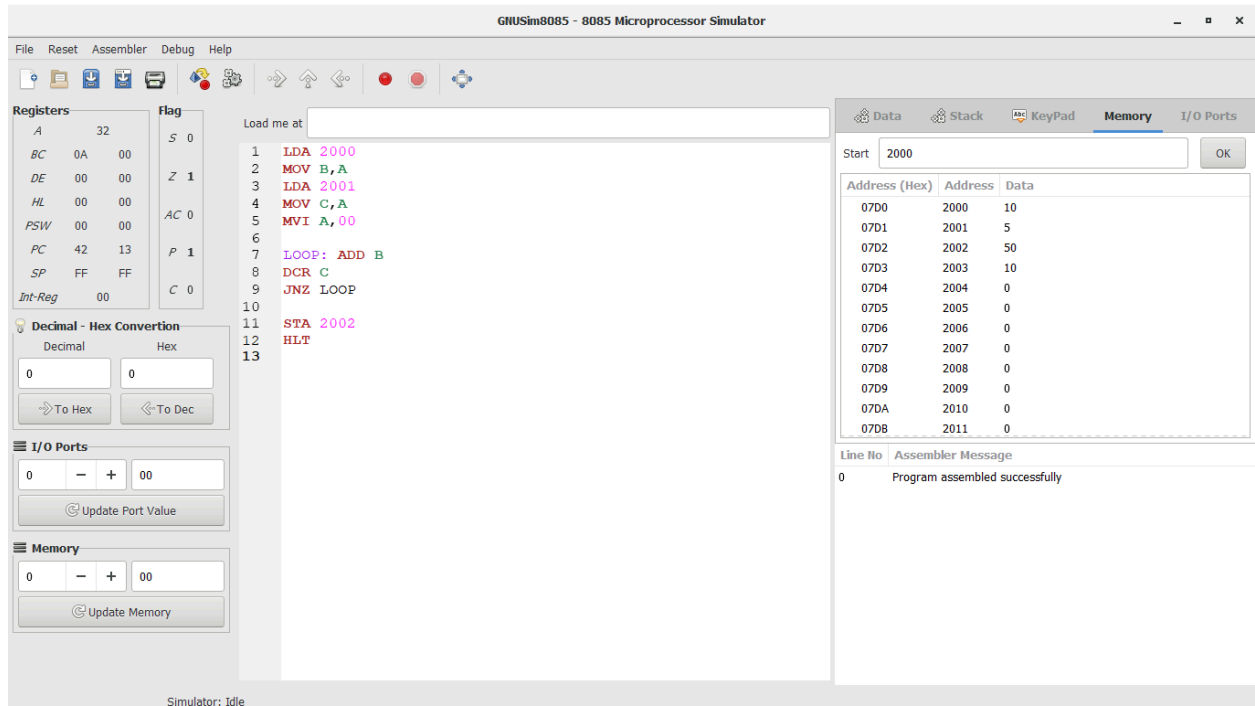 GNUSim8085 - 8085 Microprocessor Simulator
File Reset Assembler Debug Help
Registers
A 32
BC 0A 00
DE 00 00
HL 00 00
PSW 00 00
PC 42 13
SP FF FF
Int-Reg 00
Flag
S 0
Z 1
AC 0
P 1
C 0
Decimal - Hex Convertion
Decimal Hex
0 0
To Hex To Dec
I/O Ports
0 − + 00
Update Port Value
Memory
0 − + 00
Update Memory
Load me at
1 LDA 2000
2 MOV B,A
3 LDA 2001
4 MOV C,A
5 MVI A,00
6
7 LOOP: ADD B
8 DCR C
9 JNZ LOOP
10
11 STA 2002
12 HLT
13
Data Stack Abc KeyPad Memory I/O Ports
Start 2000 OK
Address (Hex) Address Data
07D0 2000 10
07D1 2001 5
07D2 2002 50
07D3 2003 10
07D4 2004 0
07D5 2005 0
07D6 2006 0
07D7 2007 0
07D8 2008 0
07D9 2009 0
07DA 2010 0
07DB 2011 0
Line No Assembler Message
0 Program assembled successfully
Simulator: Idle